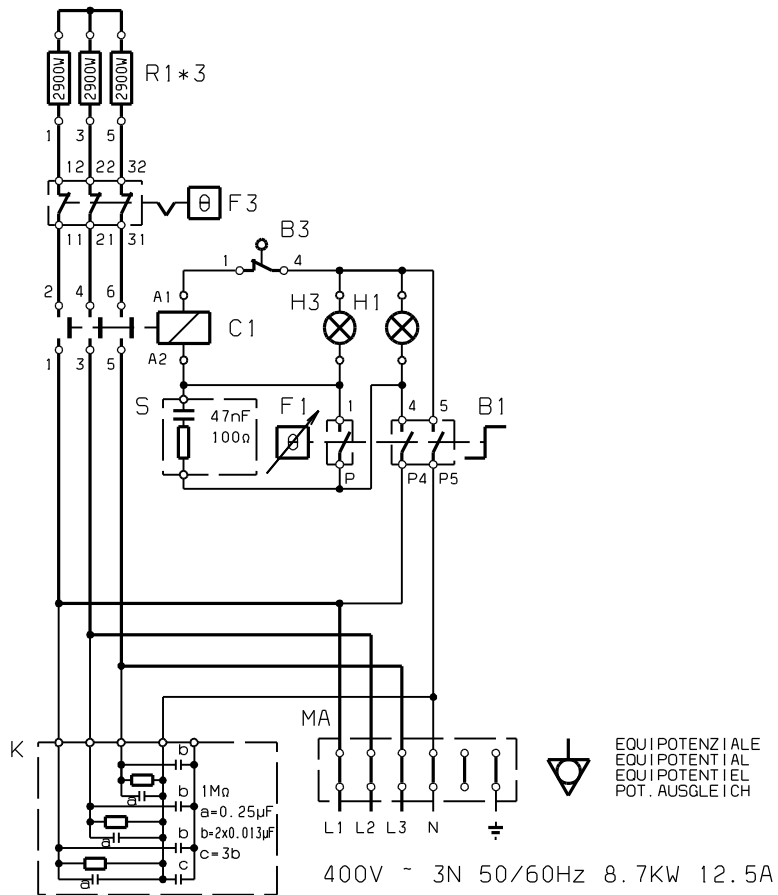 2900W 2900W 2900W R1*3
1 3 5
12 22 32
θ F3
11 21 31
B3
1 4
2 4 6
A1
H3 H1
C1
A2
1 3 5
S 47nF
100Ω
F1 θ
1 4 5 B1
P P4 P5
MA
K
b
a
1MΩ
b a=0.25µF
a
b=2x0.013µF
b
c=3b
c
a
L1 L2 L3 N
EQUIPOTENZIALE
EQUIPOTENTIAL
EQUIPOTENTIEL
POT.AUSGLEICH
400V ~ 3N 50/60Hz 8.7KW 12.5A